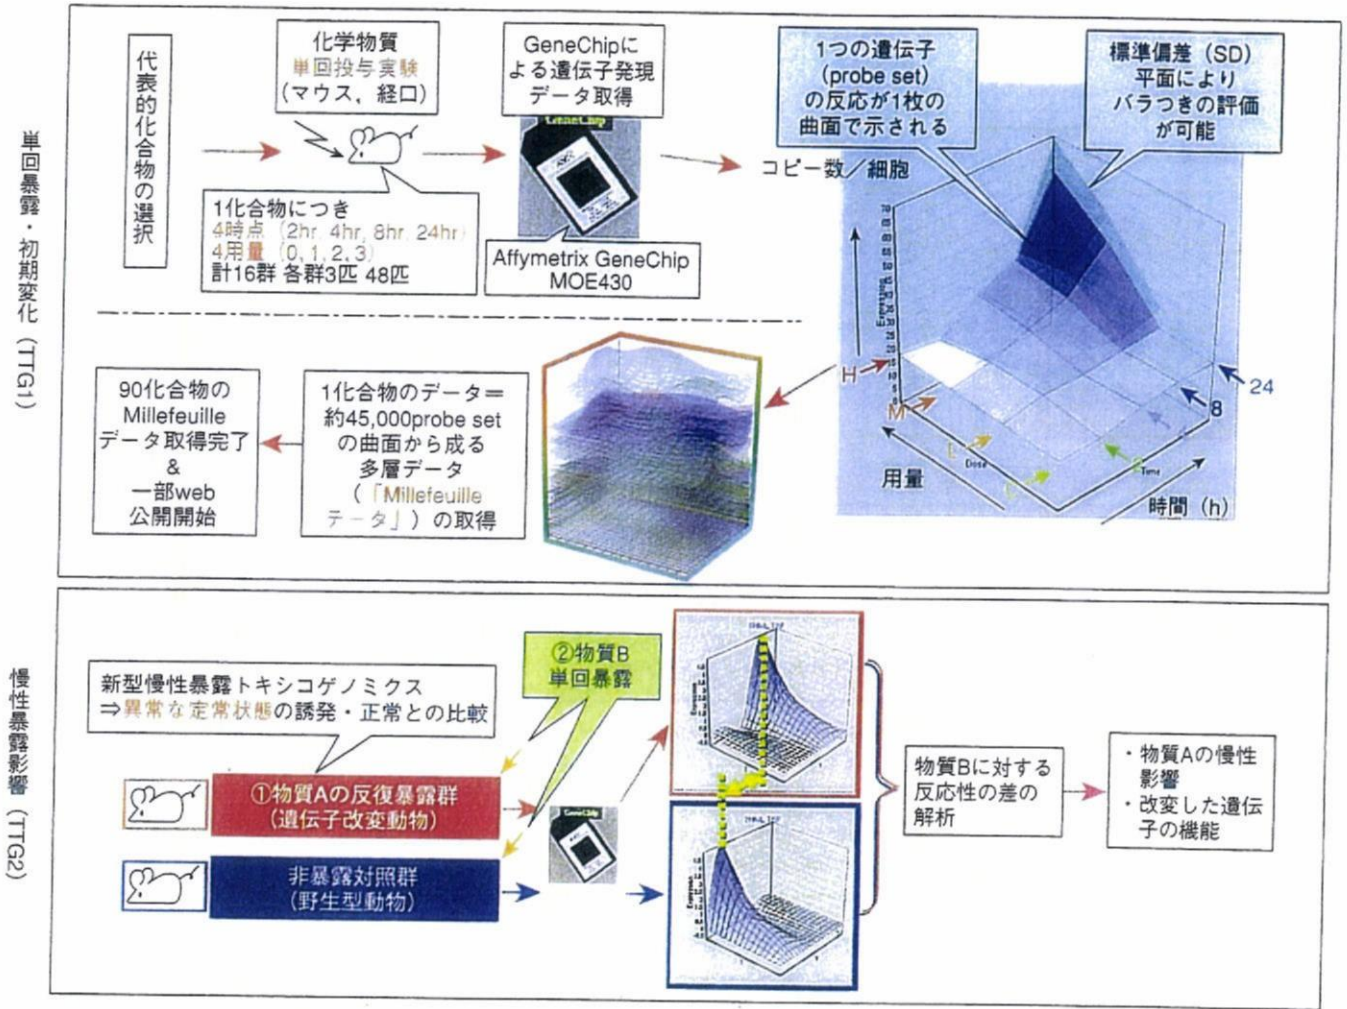 単回暴露・初期変化（TTG1）
代表的化合物の選択
化学物質
単回投与実験
(マウス，経口)
1化合物につき
4時点（2hr, 4hr, 8hr, 24hr）
4用量（0, 1, 2, 3）
計16群 各群3匹 48匹
GeneChipに
よる遺伝子発現
データ取得
GeneChip
Affymetrix GeneChip
MOE430
コピー数／細胞
1つの遺伝子
(probe set)
の反応が1枚の
曲面で示される
標準偏差（SD）
平面により
バラつきの評価
が可能
Expression
H
M
L
Dose
用量
24
8
2
Time
時間（h）
1化合物のデータ＝
約45,000probe set
の曲面から成る
多層データ
（「Millefeuille
データ」）の取得
90化合物の
Millefeuille
データ取得完了
&
一部web
公開開始
慢性暴露影響（TTG2）
新型慢性暴露トキシコゲノミクス
⇒異常な定常状態の誘発・正常との比較
②物質B
単回暴露
①物質Aの反復暴露群
(遺伝子改変動物)
非暴露対照群
(野生型動物)
GeneChip
Expression
Expression
物質Bに対する
反応性の差の
解析
・物質Aの慢性
影響
・改変した遺伝
子の機能